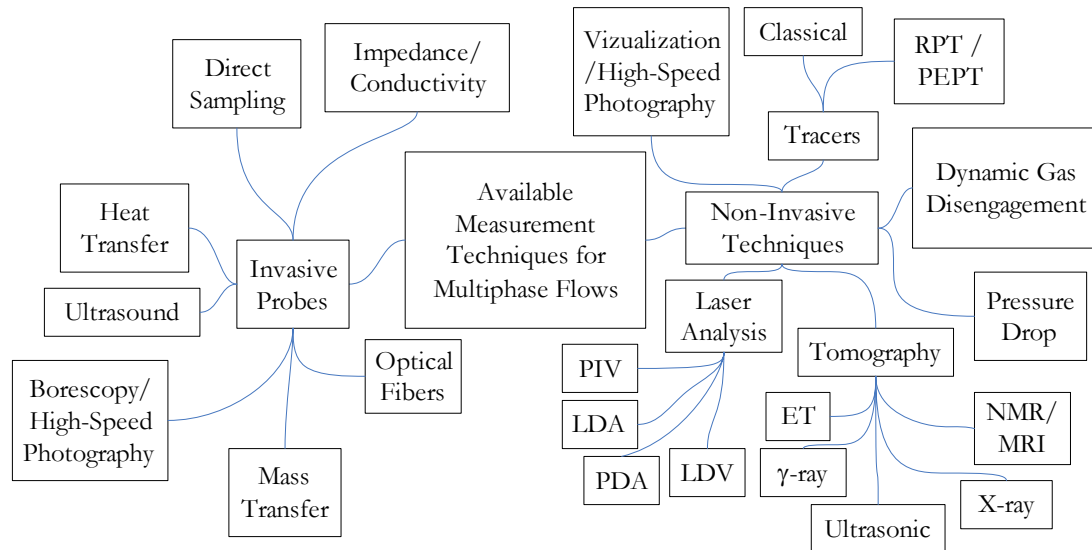 Direct
Sampling
Impedance/
Conductivity
Heat
Transfer
Ultrasound
Invasive
Probes
Borescopy/
High-Speed
Photography
Mass
Transfer
Optical
Fibers
Available
Measurement
Techniques for
Multiphase Flows
Vizualization
/High-Speed
Photography
Classical
RPT /
PEPT
Tracers
Non-Invasive
Techniques
Dynamic Gas
Disengagement
Pressure
Drop
Laser
Analysis
PIV
LDA
PDA
LDV
Tomography
ET
γ-ray
Ultrasonic
NMR/
MRI
X-ray